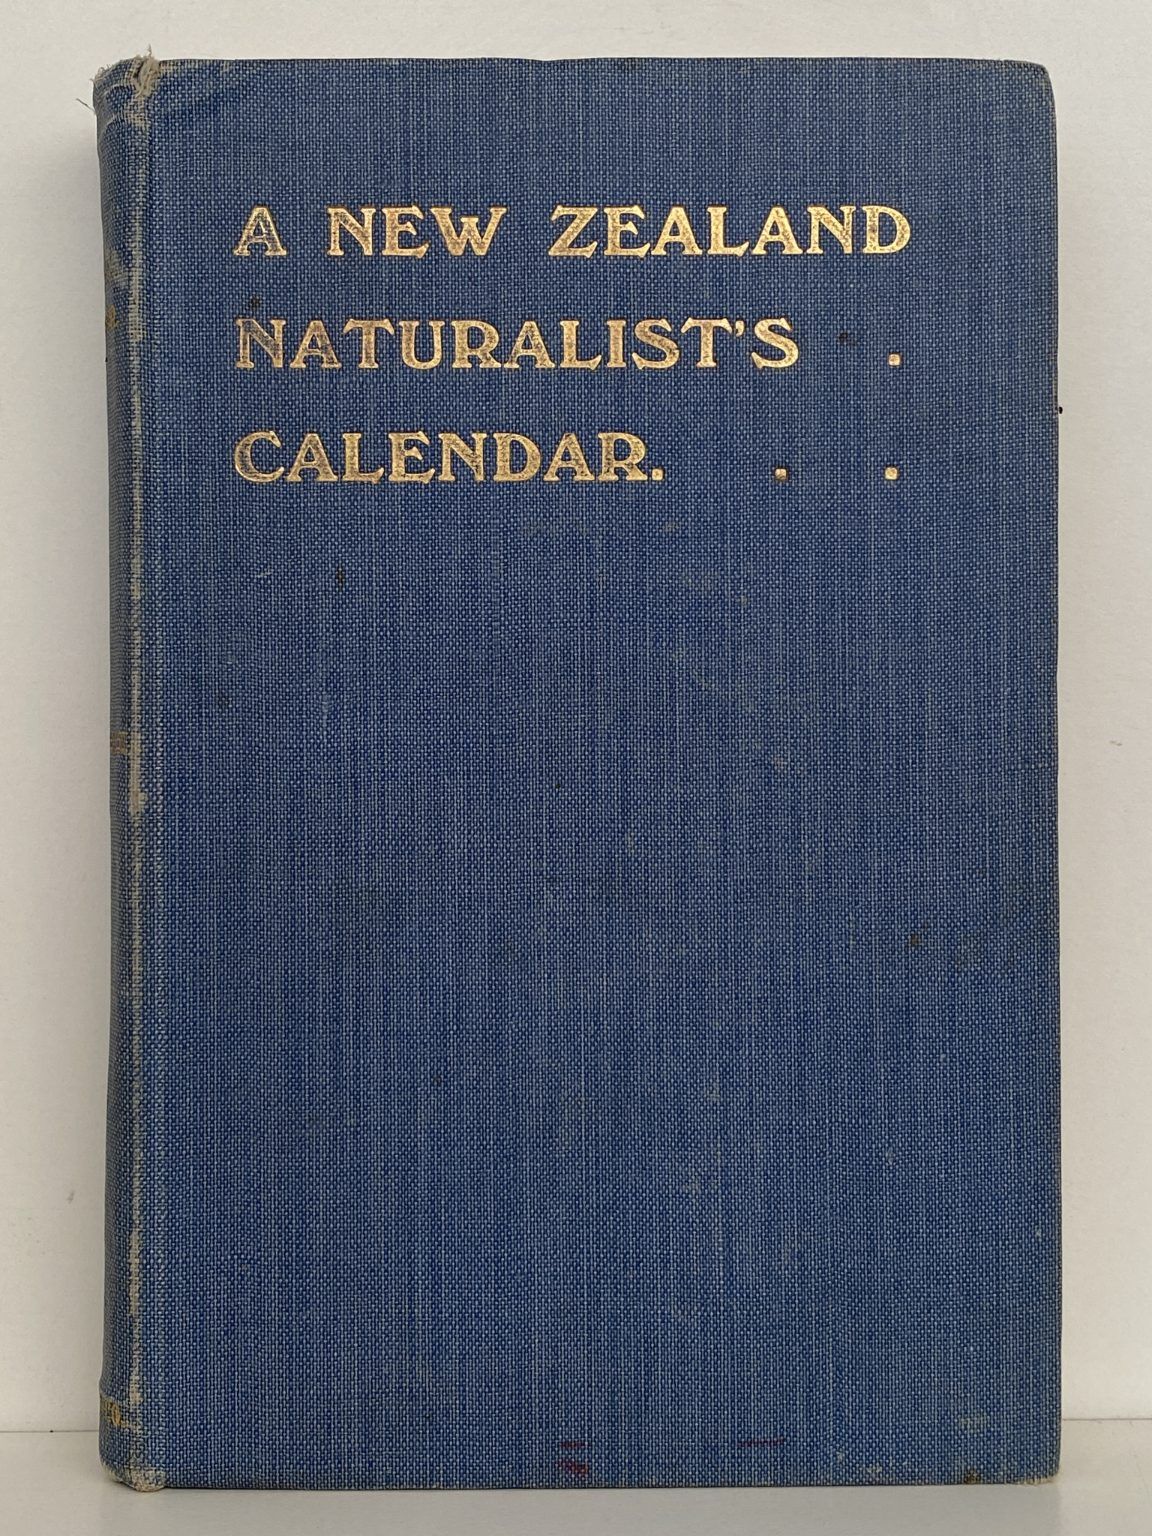 A NEW ZEALAND
NATURALIST'S .
CALENDAR. . .